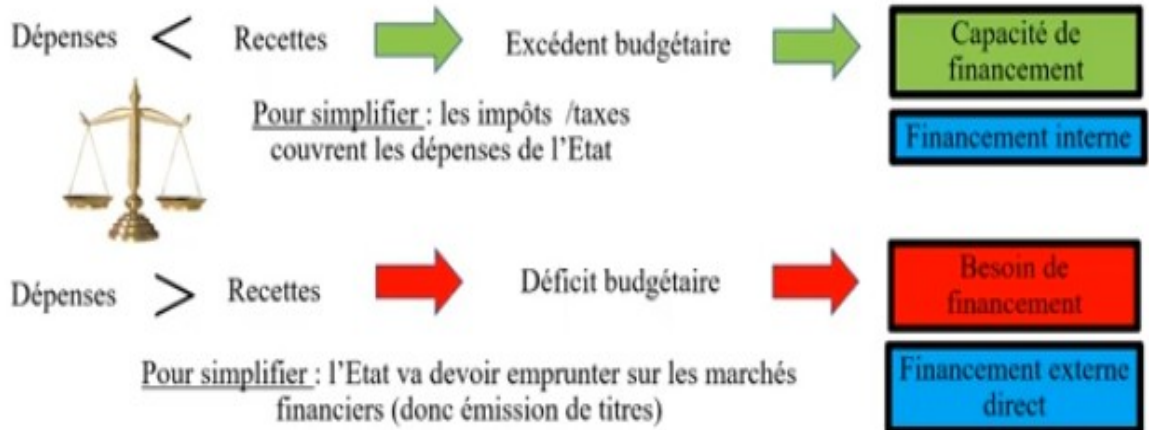 Dépenses < Recettes Excédent budgétaire Capacité de
financement
Pour simplifier : les impôts /taxes
couvrent les dépenses de l'Etat
Financement interne
Dépenses > Recettes Déficit budgétaire Besoin de
financement
Pour simplifier : l'Etat va devoir emprunter sur les marchés
financiers (donc émission de titres)
Financement externe
direct